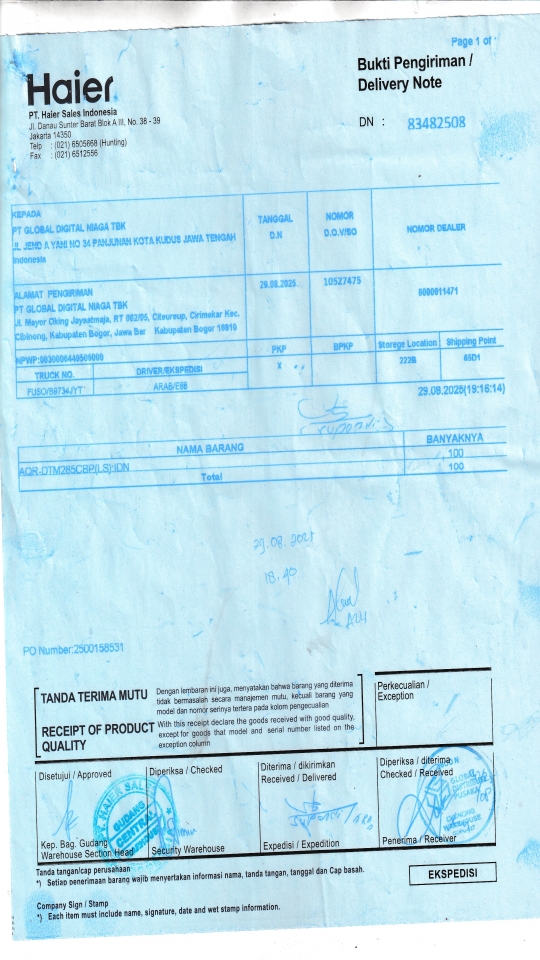 Page 1 of
Haier
PT. Haier Sales Indonesia
Jl. Danau Sunter Barat Blok A III, No. 38 - 39
Jakarta 14350
Telp : (021) 6505668 (Hunting)
Fax : (021) 6512556
Bukti Pengiriman /
Delivery Note
DN : 83482508
KEPADA
PT GLOBAL DIGITAL NIAGA TBK
JL JEND A YANI NO 34 PANJUNAN KOTA KUDUS JAWA TENGAH
Indonesia
TANGGAL
D.N
NOMOR
D.O.V/SO
NOMOR DEALER
ALAMAT PENGIRIMAN
PT GLOBAL DIGITAL NIAGA TBK
JL. Mayor Oking Jayaatmaja, RT 002/05, Citeureup, Cirimekar Kec.
Cibinong, Kabupaten Bogor, Jawa Bar Kabupaten Bogor 16910
29.08.2025
10527475
PKP
BPKP
Storege Location
Shipping Point
X
222B
65D1
TRUCK NO.
DRIVER/EKSPEDISI
29.08.2025(19:16:14)
NAMA BARANG
BANYAKNYA
AQR-DTM285CBP(LS):IDN
100
Total
100
18.40
PO Number:2500158531
TANDA TERIMA MUTU
Dengan lembaran ini juga, menyatakan bahwa barang yang diterima
tidak bermasalah secara manajemen mutu, kecuali barang yang
model dan nomor serinya tertera pada kolom pengecualian
RECEIPT OF PRODUCT
QUALITY
With this receipt declare the goods received with good quality,
except for goods that model and serial number listed on the
exception column
Perkecualian /
Exception
Disetujui / Approved
Diperiksa / Checked
Diterima / dikirimkan
Received / Delivered
Diperiksa / diterima
Checked / Received
GUDANG
CENTRAL
Kep. Bag. Gudang
Warehouse Section Head
Security Warehouse
Expedisi / Expedition
Penerima / Receiver
Tanda tangan/cap perusahaan
*) Setiap penerimaan barang wajib menyertakan informasi nama, tanda tangan, tanggal dan Cap basah.
EKSPEDISI
Company Sign / Stamp
*) Each item must include name, signature, date and wet stamp information.